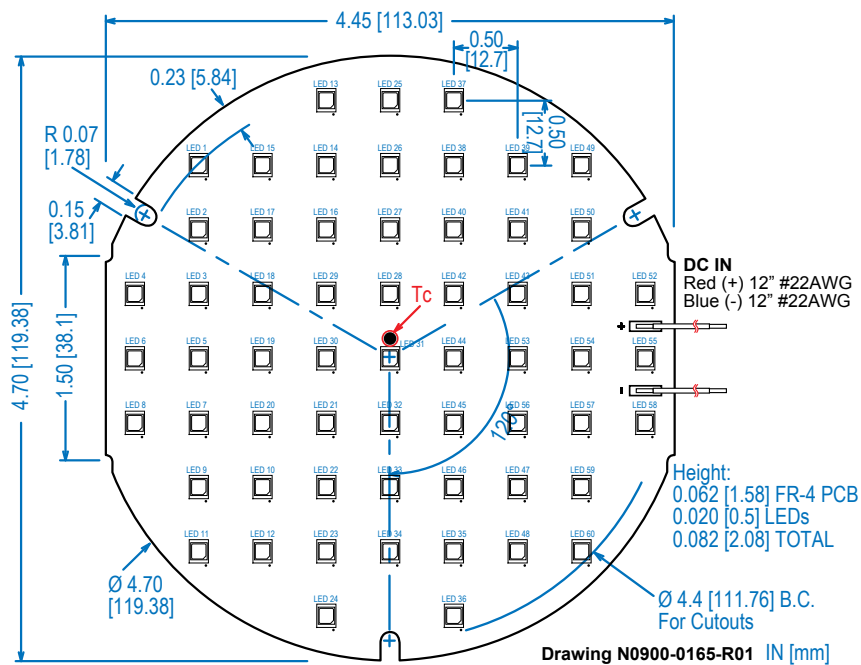 4.45 [113.03]
0.50
[12.7]
0.23 [5.84]
LED 13 LED 25 LED 37
0.50
[12.7]
R 0.07
[1.78]
LED 1 LED 15 LED 14 LED 26 LED 38 LED 39 LED 49
0.15
[3.81]
LED 2 LED 17 LED 16 LED 27 LED 40 LED 41 LED 50
DC IN
Red (+) 12” #22AWG
Blue (-) 12” #22AWG
LED 4 LED 3 LED 18 LED 29 LED 28 LED 42 LED 43 LED 51 LED 52
Tc
+
4.70 [119.38]
1.50 [38.1]
LED 6 LED 5 LED 19 LED 30 LED 31 LED 44 LED 53 LED 54 LED 55
-
LED 8 LED 7 LED 20 LED 21 LED 32 LED 45 LED 56 LED 57 LED 58
120°
LED 9 LED 10 LED 22 LED 33 LED 46 LED 47 LED 59
Height:
0.062 [1.58] FR-4 PCB
0.020 [0.5] LEDs
0.082 [2.08] TOTAL
LED 11 LED 12 LED 23 LED 34 LED 35 LED 48 LED 60
Ø 4.70
[119.38]
LED 24 LED 36
Ø 4.4 [111.76] B.C.
For Cutouts
Drawing N0900-0165-R01 IN [mm]